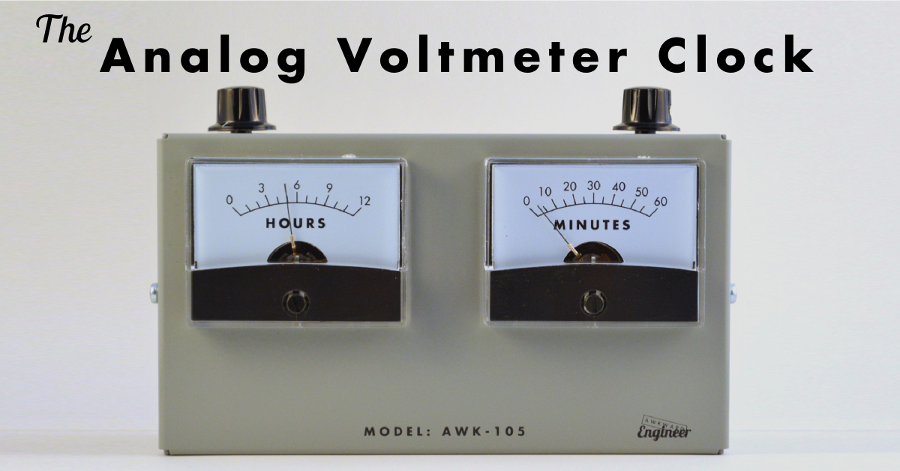 The
Analog Voltmeter Clock
0 3 6 9 12
HOURS
0 10 20 30 40 50 60
MINUTES
MODEL: AWK-105
AWKWARD
Engineer